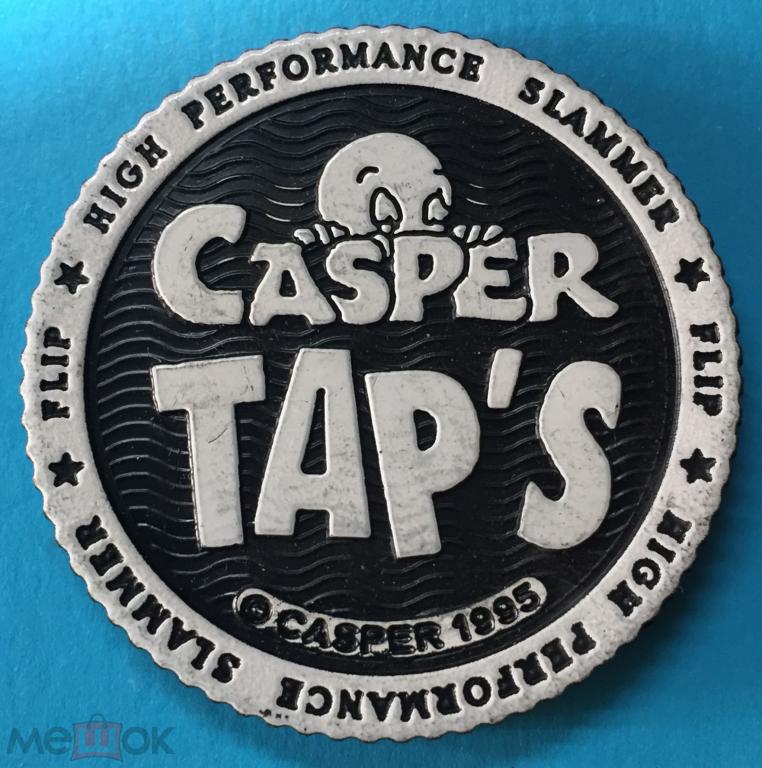 HIGH PERFORMANCE SLAMMER
FLIP
HIGH PERFORMANCE SLAMMER
FLIP
CASPER
TAP'S
© CASPER 1995
мешок